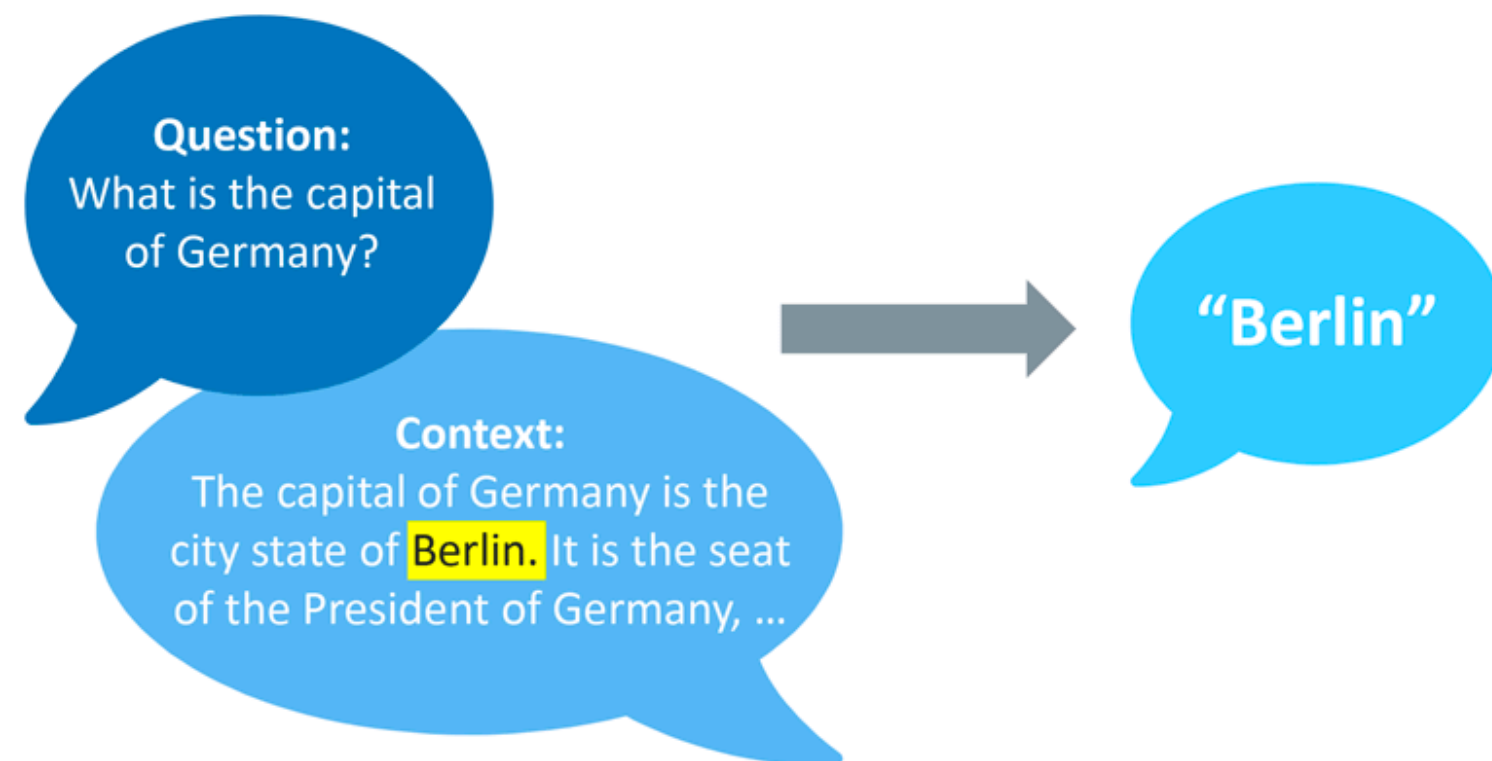 Question:
What is the capital
of Germany?
Context:
The capital of Germany is the
city state of Berlin. It is the seat
of the President of Germany, ...
“Berlin”